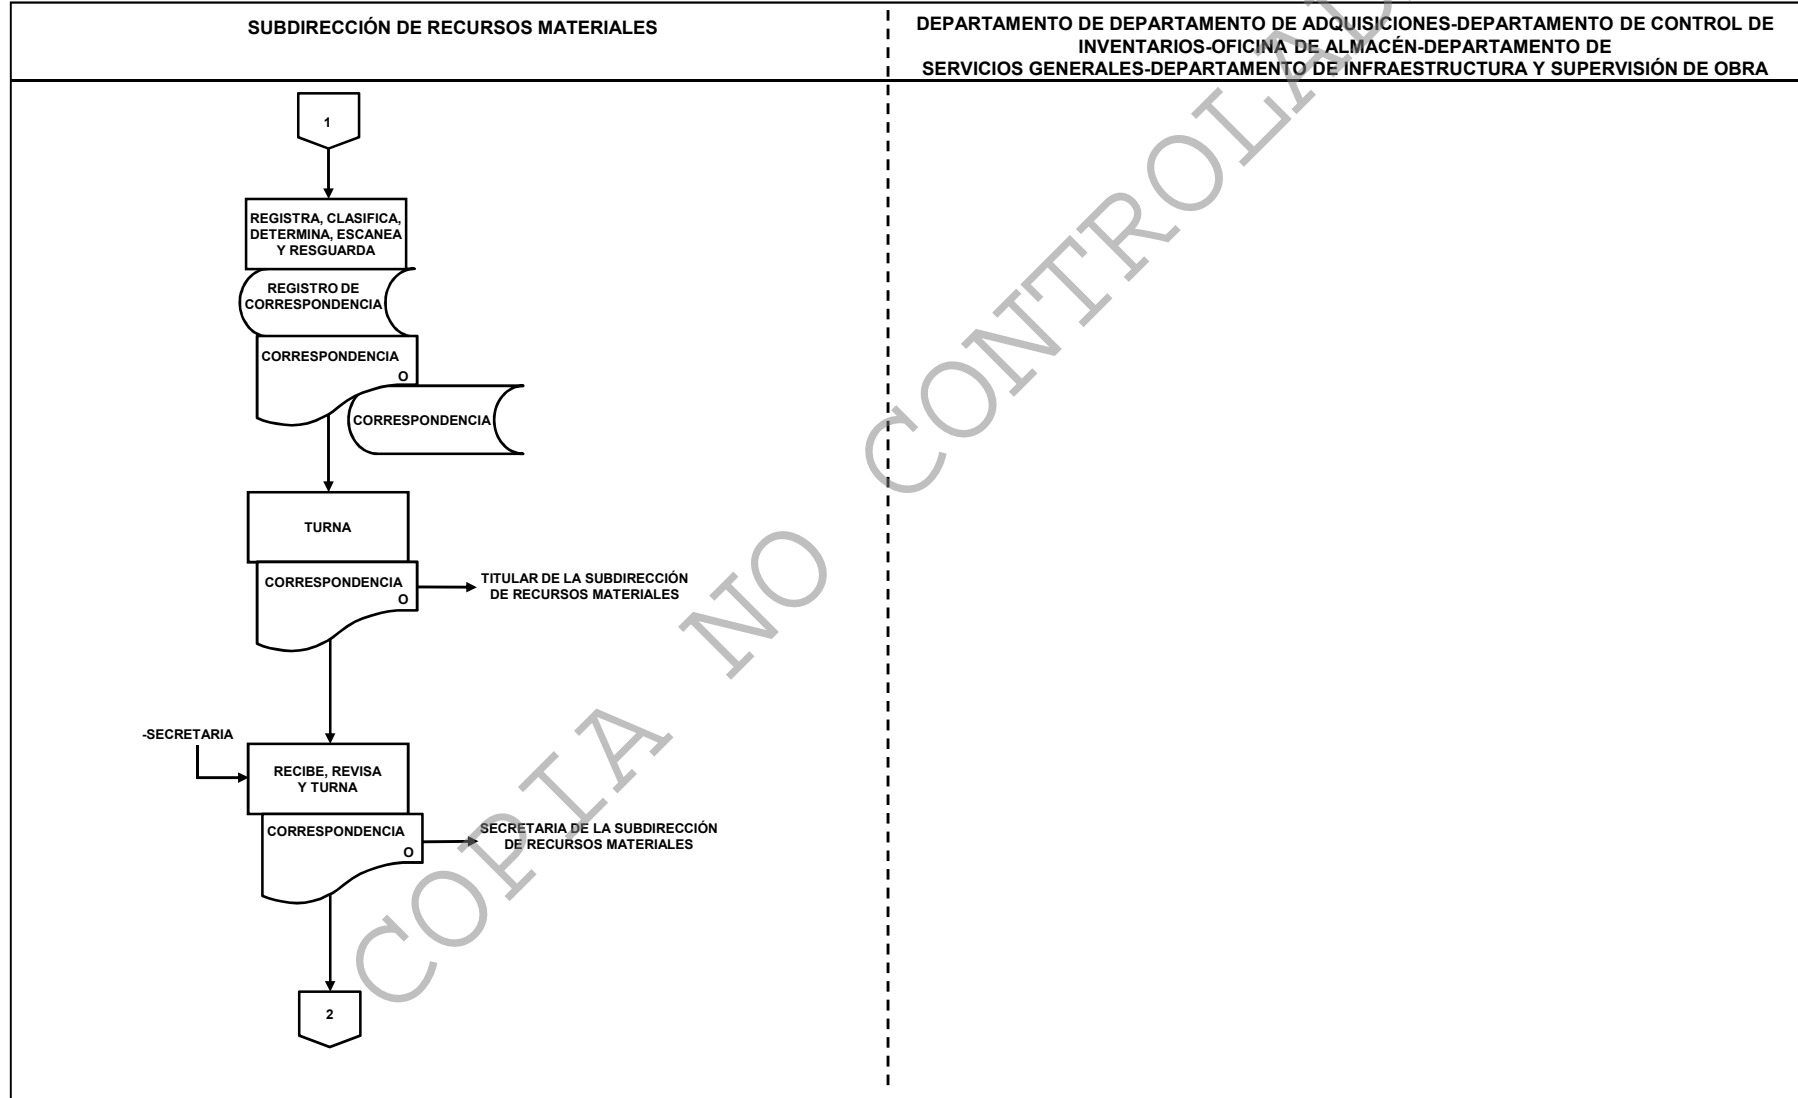 SUBDIRECCIÓN DE RECURSOS MATERIALES
DEPARTAMENTO DE DEPARTAMENTO DE ADQUISICIONES-DEPARTAMENTO DE CONTROL DE
INVENTARIOS-OFICINA DE ALMACÉN-DEPARTAMENTO DE
SERVICIOS GENERALES-DEPARTAMENTO DE INFRAESTRUCTURA Y SUPERVISIÓN DE OBRA
1
REGISTRA, CLASIFICA,
DETERMINA, ESCANEA
Y RESGUARDA
REGISTRO DE
CORRESPONDENCIA
CORRESPONDENCIA
O
CORRESPONDENCIA
TURNA
CORRESPONDENCIA
O
TITULAR DE LA SUBDIRECCIÓN
DE RECURSOS MATERIALES
-SECRETARIA
RECIBE, REVISA
Y TURNA
CORRESPONDENCIA
O
SECRETARIA DE LA SUBDIRECCIÓN
DE RECURSOS MATERIALES
2
COPIA NO CONTROLAD